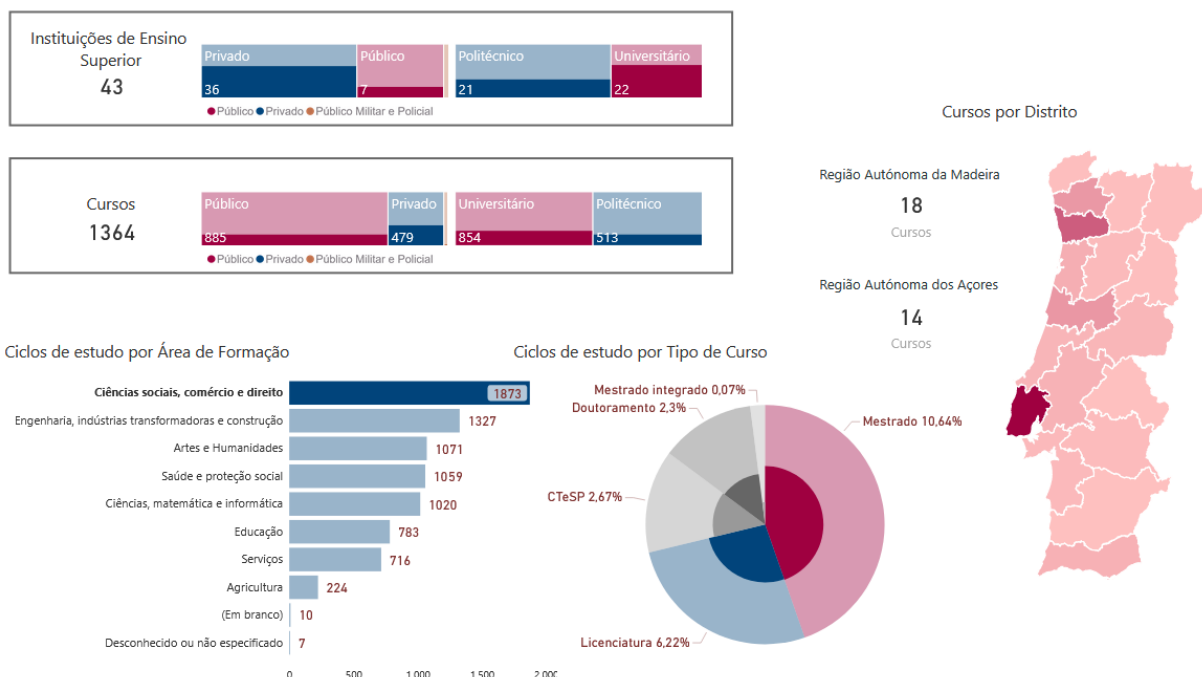 Instituições de Ensino
Superior
43
Privado
Público
Politécnico
Universitário
36
7
21
22
Público Privado Público Militar e Policial
Cursos
1364
Público
Privado
Universitário
Politécnico
885
479
854
513
Público Privado Público Militar e Policial
Cursos por Distrito
Região Autónoma da Madeira
18
Cursos
Região Autónoma dos Açores
14
Cursos
Ciclos de estudo por Área de Formação
Ciências sociais, comércio e direito 1873
Engenharia, indústrias transformadoras e construção 1327
Artes e Humanidades 1071
Saúde e proteção social 1059
Ciências, matemática e informática 1020
Educação 783
Serviços 716
Agricultura 224
(Em branco) 10
Desconhecido ou não especificado 7
0 500 1.000 1.500 2.000
Ciclos de estudo por Tipo de Curso
Mestrado integrado 0,07%
Doutoramento 2,3%
Mestrado 10,64%
CTeSP 2,67%
Licenciatura 6,22%